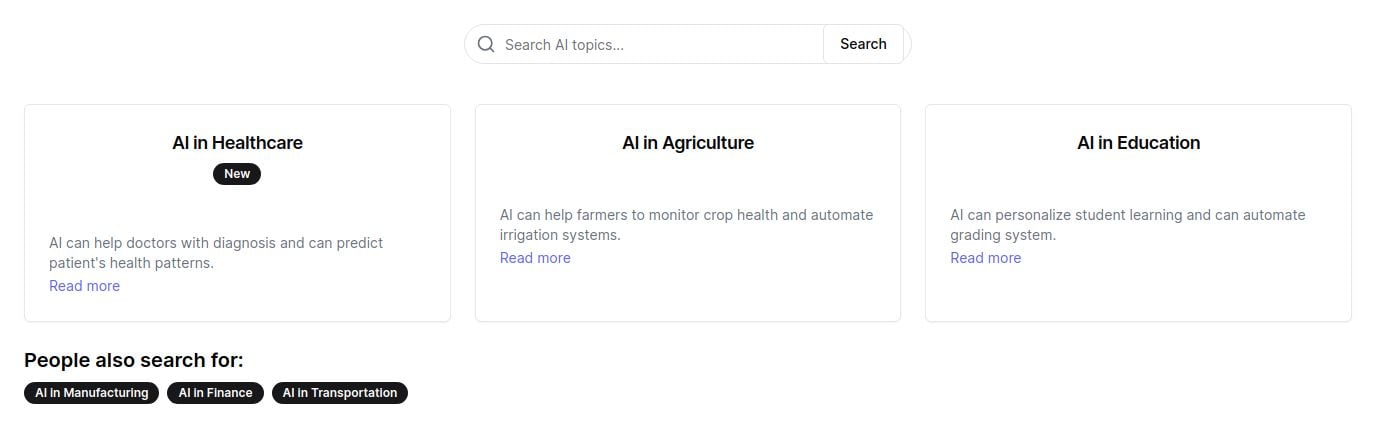 Search AI topics...
Search
AI in Healthcare
New
AI can help doctors with diagnosis and can predict
patient's health patterns.
Read more
AI in Agriculture
AI can help farmers to monitor crop health and automate
irrigation systems.
Read more
AI in Education
AI can personalize student learning and can automate
grading system.
Read more
People also search for:
AI in Manufacturing
AI in Finance
AI in Transportation